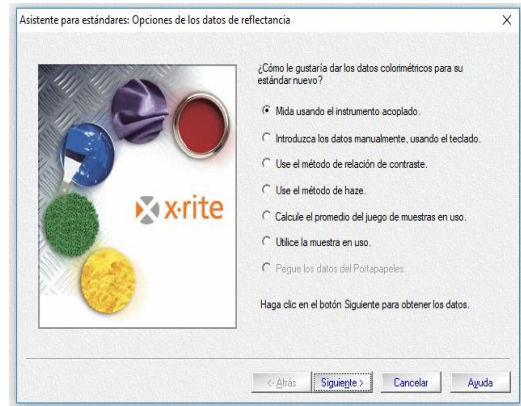 Asistente para estándares: Opciones de los datos de reflectancia
¿Cómo le gustaría dar los datos colorimétricos para su
estándar nuevo?
Mida usando el instrumento acoplado.
Introduzca los datos manualmente, usando el teclado.
Use el método de relación de contraste.
Use el método de haze.
Calcule el promedio del juego de muestras en uso.
Utilice la muestra en uso.
Pegue los datos del Portapapeles.
x·rite
Haga clic en el botón Siguiente para obtener los datos.
<- Atrás
Siguiente >
Cancelar
Ayuda